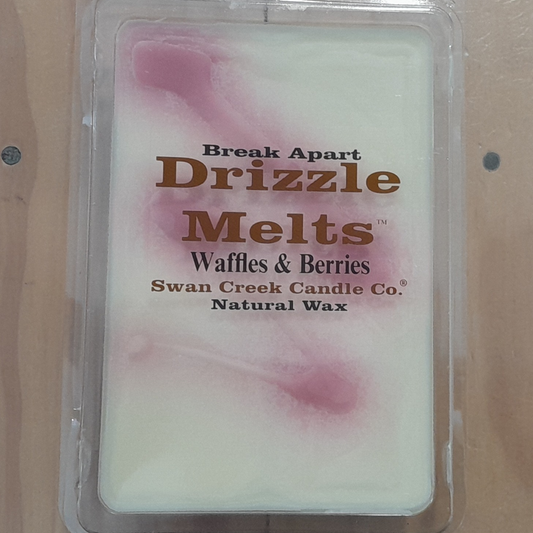 Break Apart
Drizzle
Melts™
Waffles & Berries
Swan Creek Candle Co.®
Natural Wax